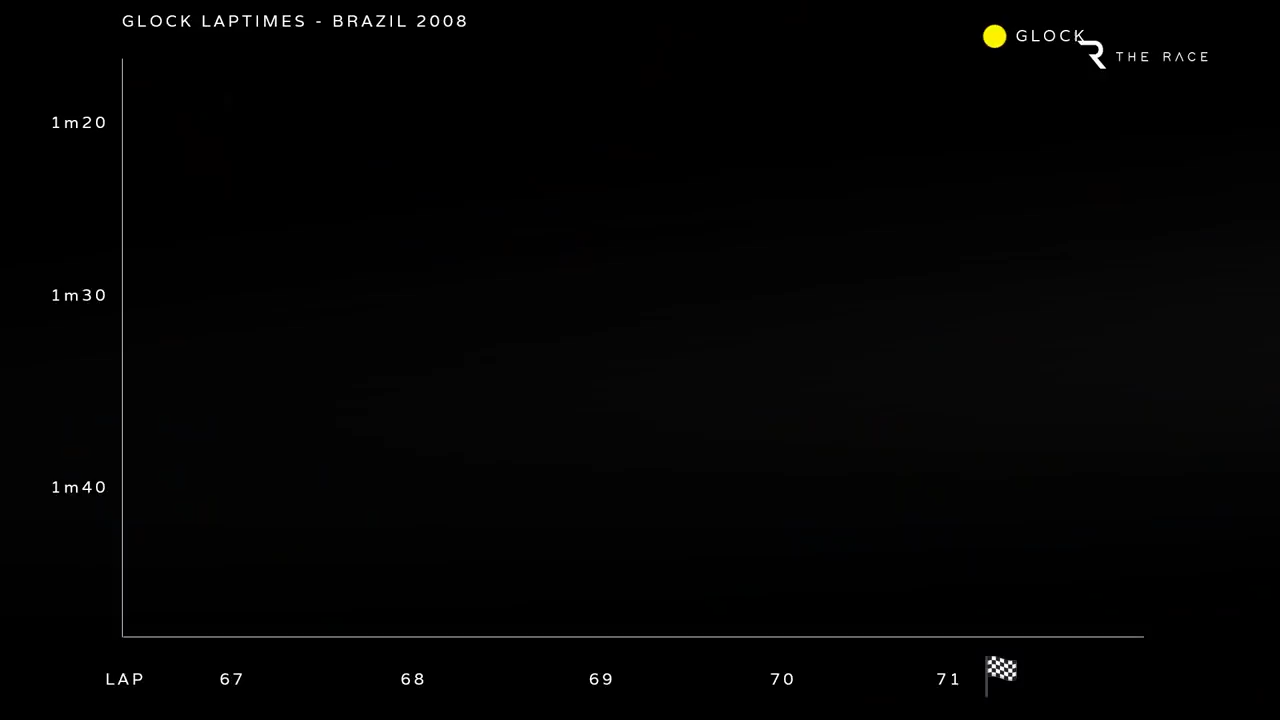 GLOCK LAPTIMES - BRAZIL 2008
GLOCK
THE RACE
1m20
1m30
1m40
LAP 67 68 69 70 71